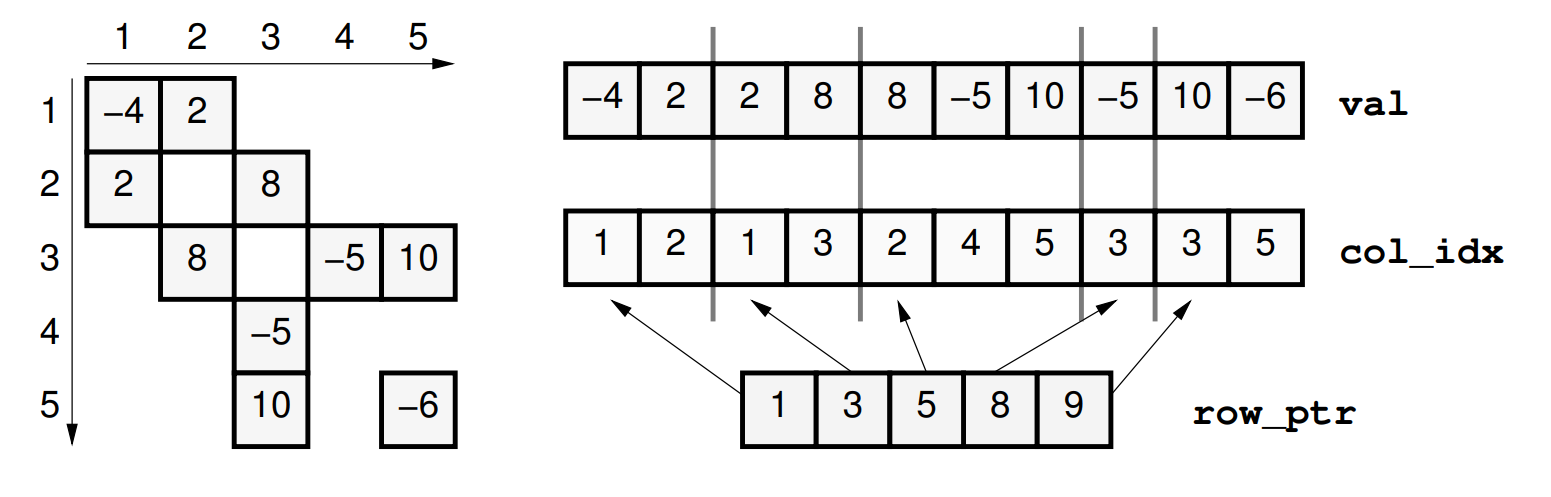 1 2 3 4 5
1 −4 2
2 2 8
3 8 −5 10
4 −5
5 10 −6
−4 2 2 8 8 −5 10 −5 10 −6 val
1 2 1 3 2 4 5 3 3 5 col_idx
1 3 5 8 9 row_ptr